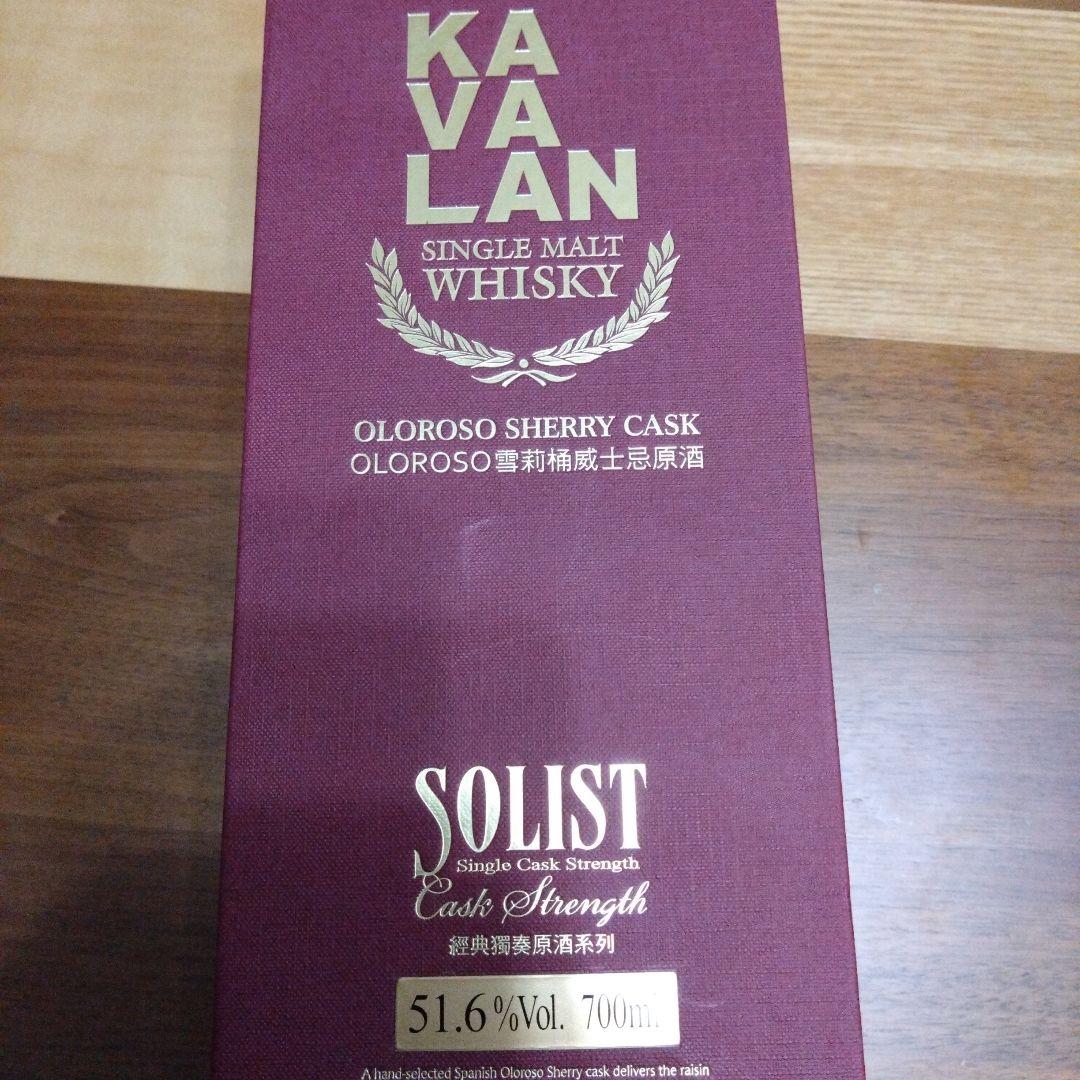 KA
VA
LAN
SINGLE MALT
WHISKY
OLOROSO SHERRY CASK
OLOROSO雪莉桶威士忌原酒
SOLIST
Single Cask Strength
Cask Strength
經典獨奏原酒系列
51.6%Vol. 700ml
A hand-selected Spanish Oloroso Sherry cask delivers the raisin